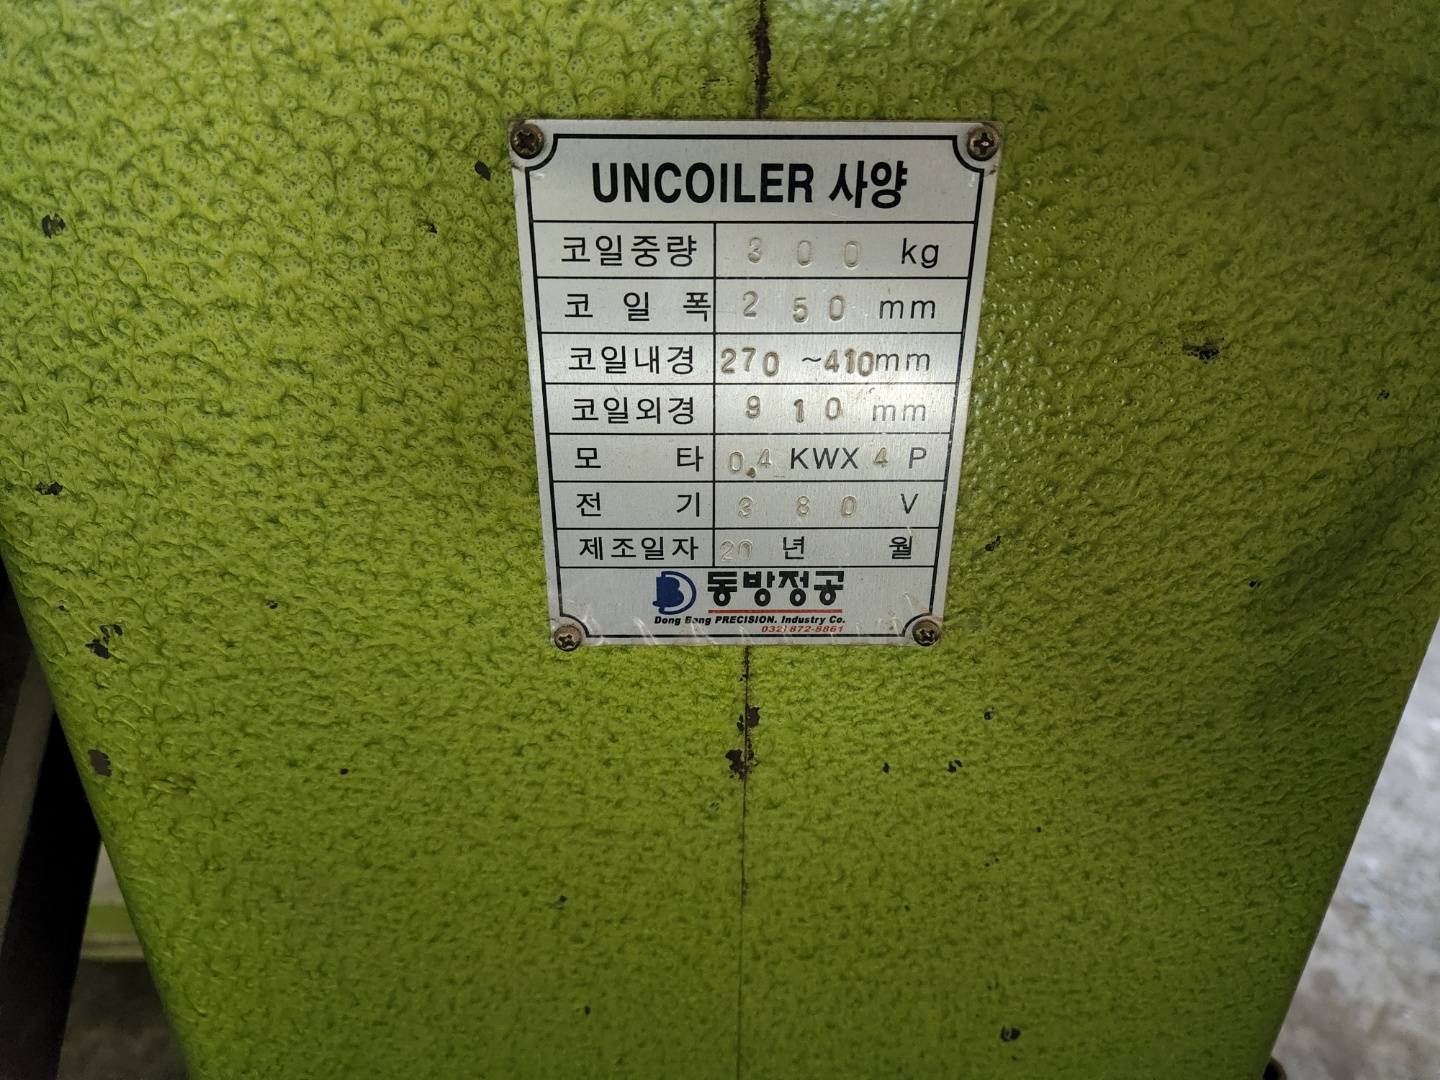 UNCOILER 사양
코일중량 300 kg
코 일 폭 250 mm
코일내경 270 ~410mm
코일외경 910 mm
모 타 0.4 KWX 4 P
전 기 380 V
제조일자 20 년 월
동방정공
Dong Bang PRECISION. Industry Co.
032) 872-8861